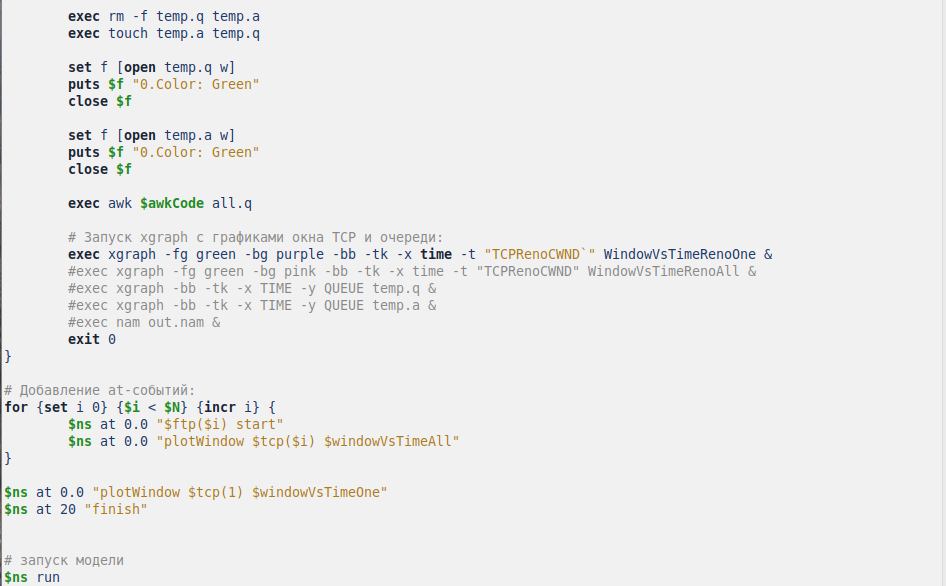 exec rm -f temp.q temp.a
exec touch temp.a temp.q
set f [open temp.q w]
puts $f "0.Color: Green"
close $f
set f [open temp.a w]
puts $f "0.Color: Green"
close $f
exec awk $awkCode all.q
# Запуск xgraph с графиками окна TCP и очереди:
exec xgraph -fg green -bg purple -bb -tk -x time -t "TCPRenoCWND`" WindowVsTimeRenoOne &
#exec xgraph -fg green -bg pink -bb -tk -x time -t "TCPRenoCWND" WindowVsTimeRenoAll &
#exec xgraph -bb -tk -x TIME -y QUEUE temp.q &
#exec xgraph -bb -tk -x TIME -y QUEUE temp.a &
#exec nam out.nam &
exit 0
}
# Добавление at-событий:
for {set i 0} {$i < $N} {incr i} {
$ns at 0.0 "$ftp($i) start"
$ns at 0.0 "plotWindow $tcp($i) $windowVsTimeAll"
}
$ns at 0.0 "plotWindow $tcp(1) $windowVsTimeOne"
$ns at 20 "finish"
# запуск модели
$ns run